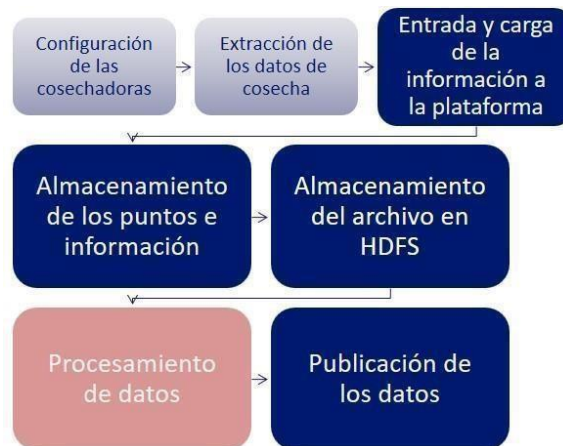 Configuración
de las
cosechadoras
Extracción de
los datos de
cosecha
Entrada y carga
de la
información a
la plataforma
Almacenamiento
de los puntos e
información
Almacenamiento
del archivo en
HDFS
Procesamiento
de datos
Publicación de
los datos